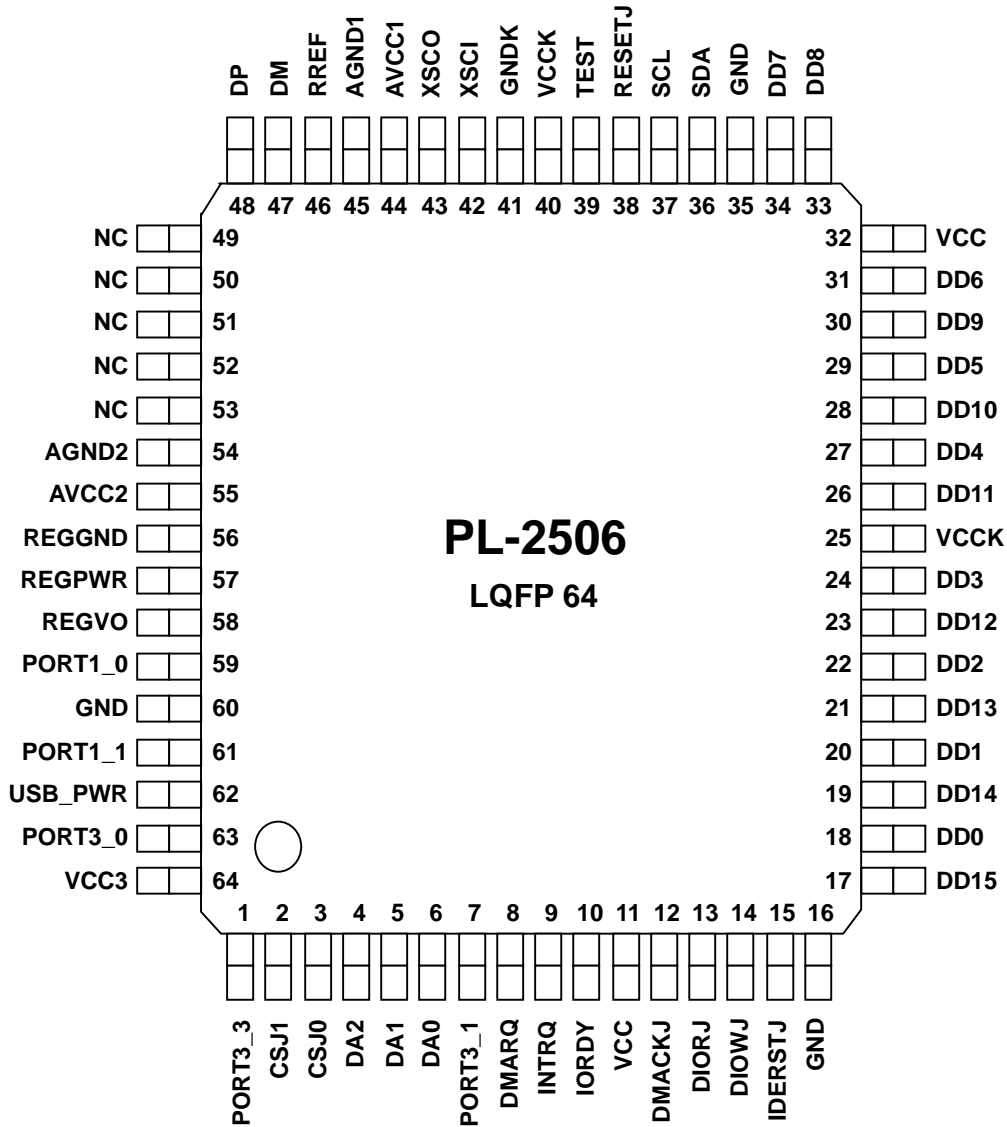 DP DM RREF AGND1 AVCC1 XSCO XSCI GNDK VCCK TEST RESETJ SCL SDA GND DD7 DD8
48 47 46 45 44 43 42 41 40 39 38 37 36 35 34 33
NC 49 32 VCC
NC 50 31 DD6
NC 51 30 DD9
NC 52 29 DD5
NC 53 28 DD10
AGND2 54 27 DD4
AVCC2 55 26 DD11
REGGND 56 25 VCCK
REGPWR 57 24 DD3
REGVO 58 23 DD12
PORT1_0 59 22 DD2
GND 60 21 DD13
PORT1_1 61 20 DD1
USB_PWR 62 19 DD14
PORT3_0 63 18 DD0
VCC3 64 17 DD15
PL-2506
LQFP 64
1 2 3 4 5 6 7 8 9 10 11 12 13 14 15 16
PORT3_3 CSJ1 CSJ0 DA2 DA1 DA0 PORT3_1 DMARQ INTRQ IORDY VCC DMACKJ DIORJ DIOWJ IDERSTJ GND